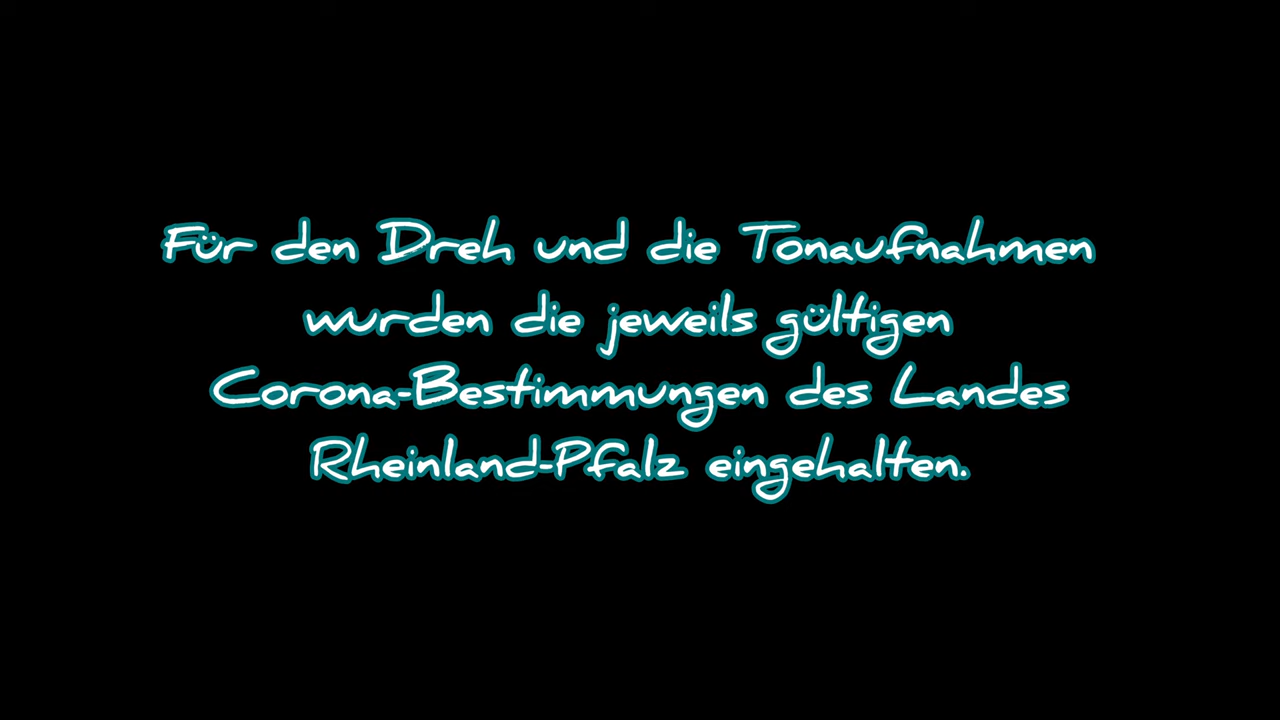 Für den Dreh und die Tonaufnahmen
wurden die jeweils gültigen
Corona-Bestimmungen des Landes
Rheinland-Pfalz eingehalten.